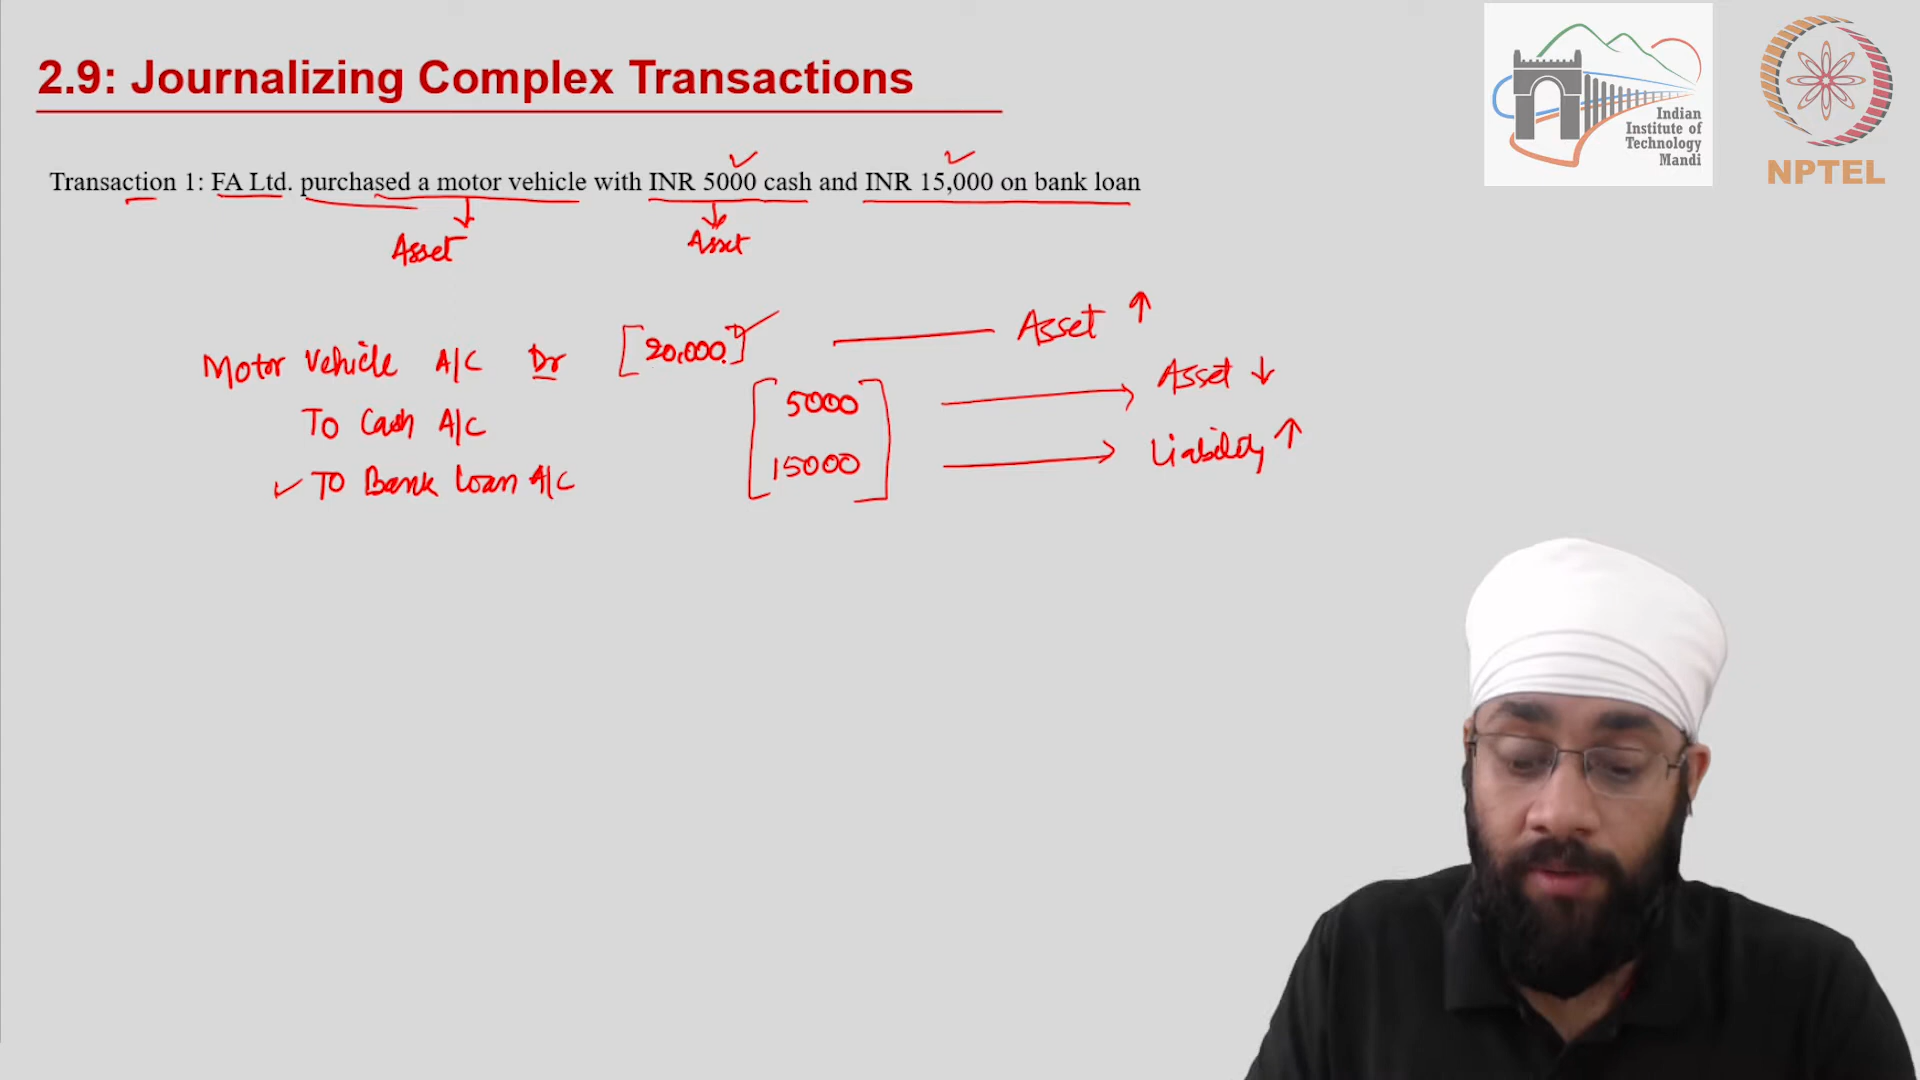 2.9: Journalizing Complex Transactions
Indian
Institute of
Technology
Mandi
NPTEL
Transaction 1: FA Ltd. purchased a motor vehicle with INR 5000 cash and INR 15,000 on bank loan
Asset Asset
Motor Vehicle A/C Dr [20,000] Asset ↑
To Cash A/C 5000 Asset ↓
To Bank Loan A/C 15000 Liability ↑